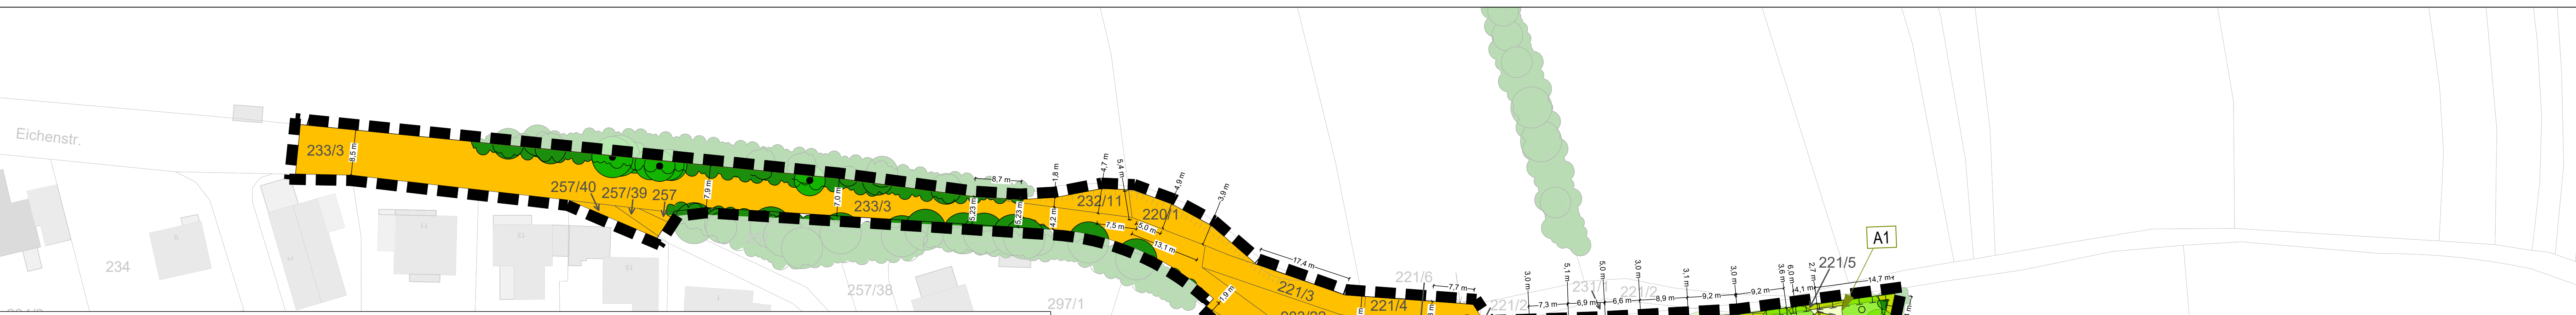 Eichenstr.
233/3
8,5 m
257/40
257/39
257
7,9 m
7,0 m
233/3
8,7 m
5,23 m
5,23 m
1,8 m
4,2 m
4,7 m
5,4 m
4,9 m
3,9 m
232/11
220/1
7,5 m
5,0 m
13,1 m
17,4 m
1,9 m
221/3
221/4
221/6
7,7 m
221/2
231/1
221/2
3,0 m
5,1 m
5,0 m
3,0 m
3,1 m
3,0 m
3,6 m
6,0 m
2,7 m
7,3 m
6,9 m
6,6 m
8,9 m
9,2 m
9,2 m
4,1 m
14,7 m
221/5
A1
234
257/38
297/1